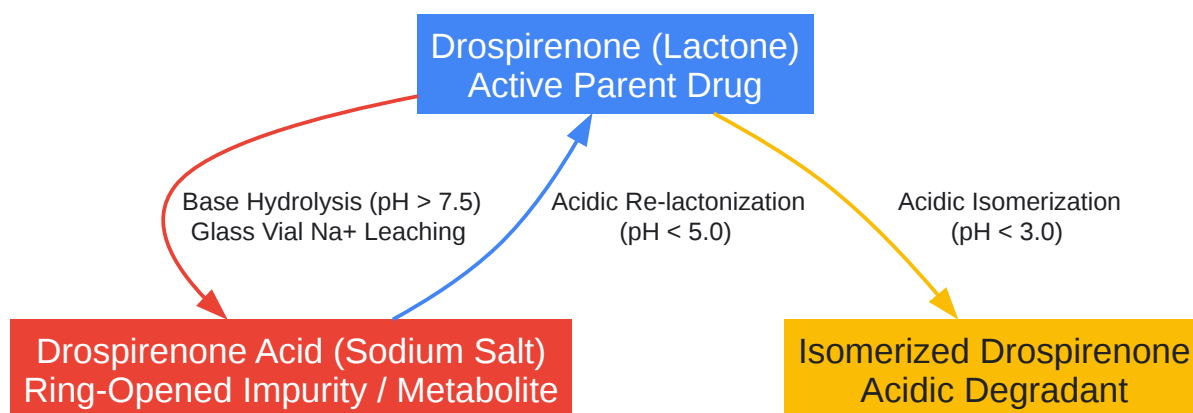 Drospirenone (Lactone)
Active Parent Drug
Base Hydrolysis (pH > 7.5)
Glass Vial Na+ Leaching
Acidic Re-lactonization
(pH < 5.0)
Acidic Isomerization
(pH < 3.0)
Drospirenone Acid (Sodium Salt)
Ring-Opened Impurity / Metabolite
Isomerized Drospirenone
Acidic Degradant